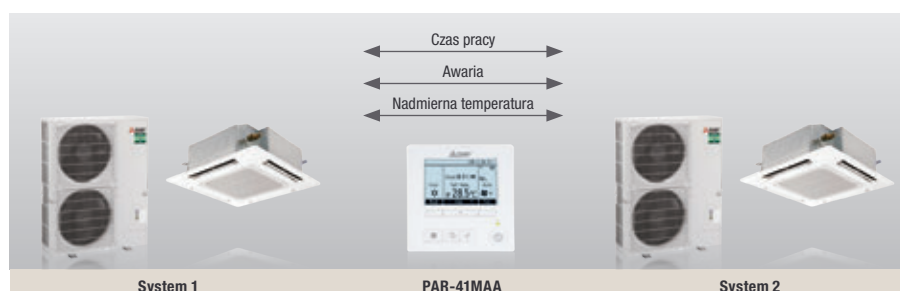 Czas pracy
Awaria
Nadmierna temperatura
System 1
PAR-41MAA
System 2